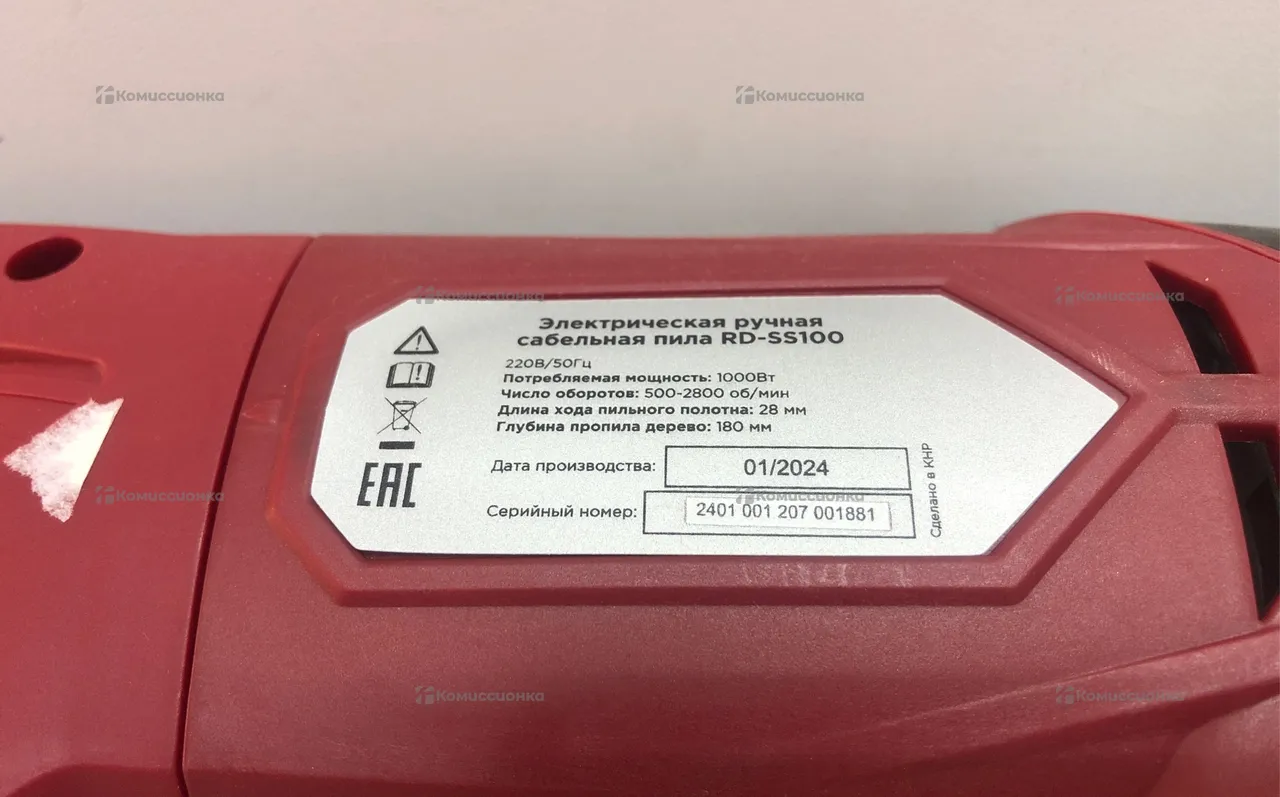 Комиссионка
Комиссионка
Комиссионка
Комиссионка
Электрическая ручная
сабельная пила RD-SS100
220В/50Гц
Потребляемая мощность: 1000Вт
Число оборотов: 500-2800 об/мин
Длина хода пильного полотна: 28 мм
Глубина пропила дерево: 180 мм
Дата производства: 01/2024
Серийный номер: 2401 001 207 001881
Сделано в КНР
EAC
Комиссионка
Комиссионка
Комиссионка
Комиссионка